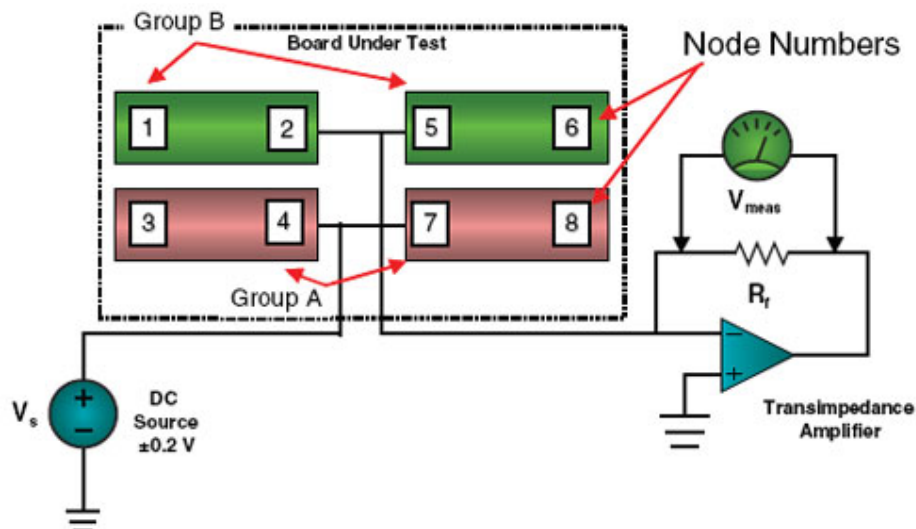 Group B
Board Under Test
Node Numbers
1 2 5 6
3 4 7 8
Group A
V meas
R f
V s
+
−
DC
Source
±0.2 V
−
+
Transimpedance
Amplifier